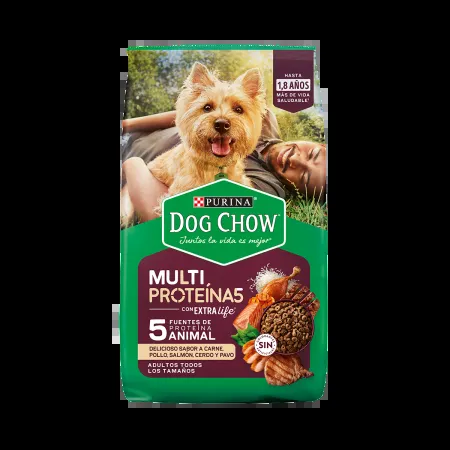 HASTA
1,8 AÑOS
MÁS DE VIDA
SALUDABLE*
PURINA
DOG CHOW
Juntos la vida es mejor
MULTI
PROTEÍNAS
CON EXTRA life
5 FUENTES DE
PROTEÍNA
ANIMAL
DELICIOSO SABOR A CARNE,
POLLO, SALMÓN, CERDO Y PAVO
ADULTOS TODOS
LOS TAMAÑOS
SIN